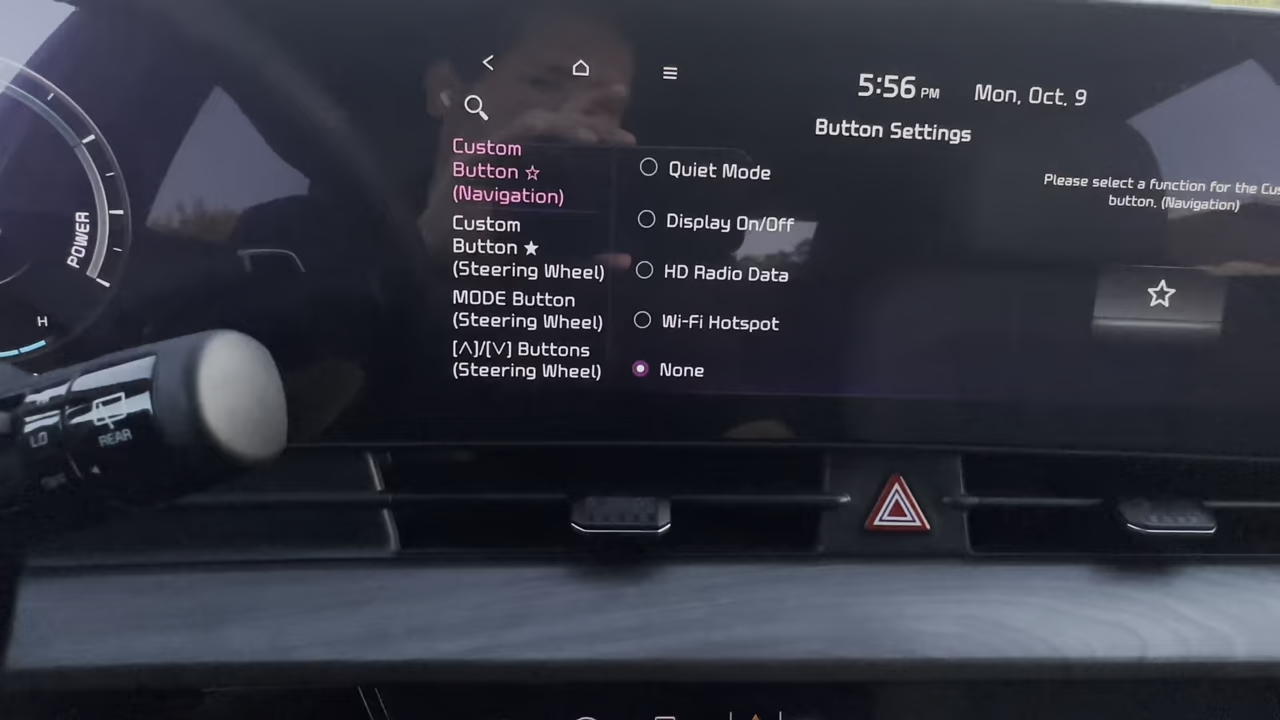 5:56 PM Mon, Oct. 9
Button Settings
Custom
Button ☆
(Navigation)
Custom
Button ★
(Steering Wheel)
MODE Button
(Steering Wheel)
[∧]/[∨] Buttons
(Steering Wheel)
Quiet Mode
Display On/Off
HD Radio Data
Wi-Fi Hotspot
None
Please select a function for the Cus
button. (Navigation)
POWER
H
LO
REAR